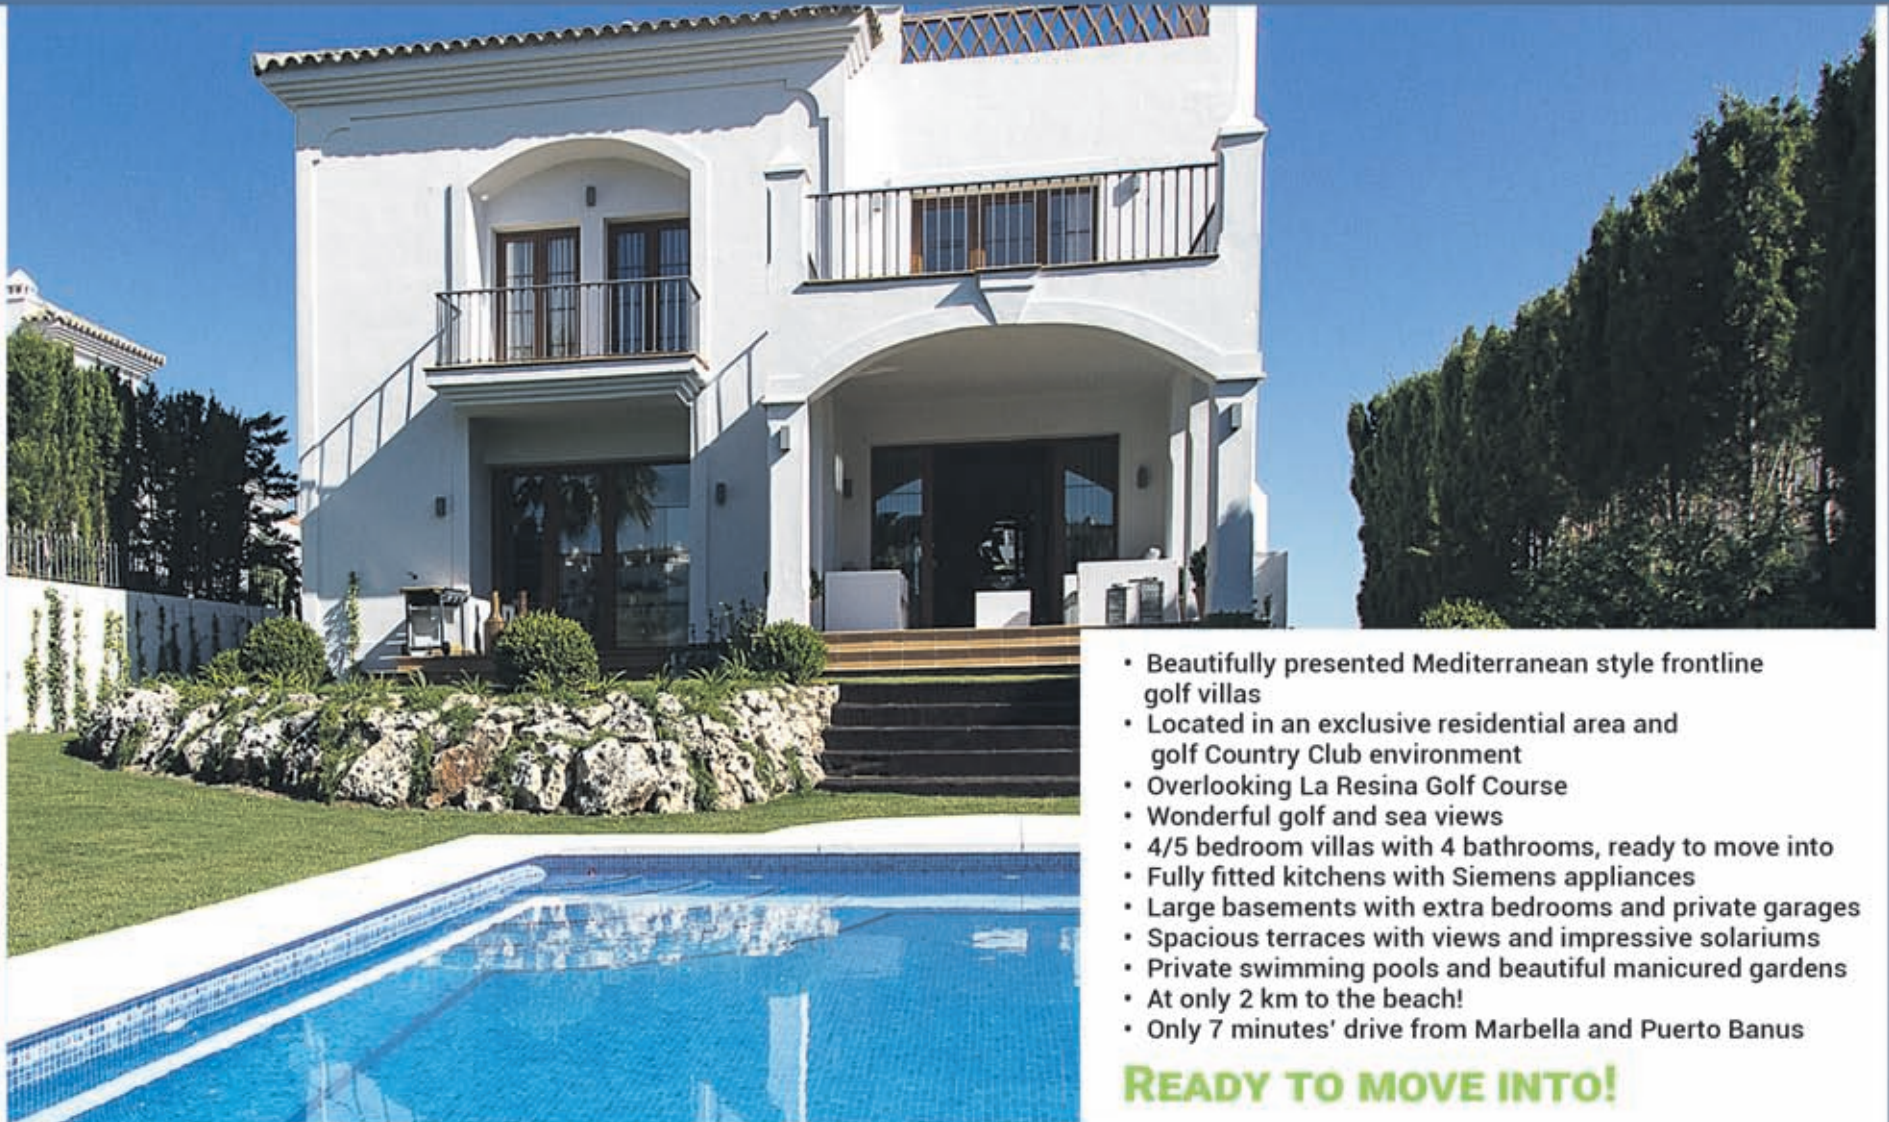 • Beautifully presented Mediterranean style frontline
golf villas
• Located in an exclusive residential area and
golf Country Club environment
• Overlooking La Resina Golf Course
• Wonderful golf and sea views
• 4/5 bedroom villas with 4 bathrooms, ready to move into
• Fully fitted kitchens with Siemens appliances
• Large basements with extra bedrooms and private garages
• Spacious terraces with views and impressive solariums
• Private swimming pools and beautiful manicured gardens
• At only 2 km to the beach!
• Only 7 minutes' drive from Marbella and Puerto Banus
READY TO MOVE INTO!